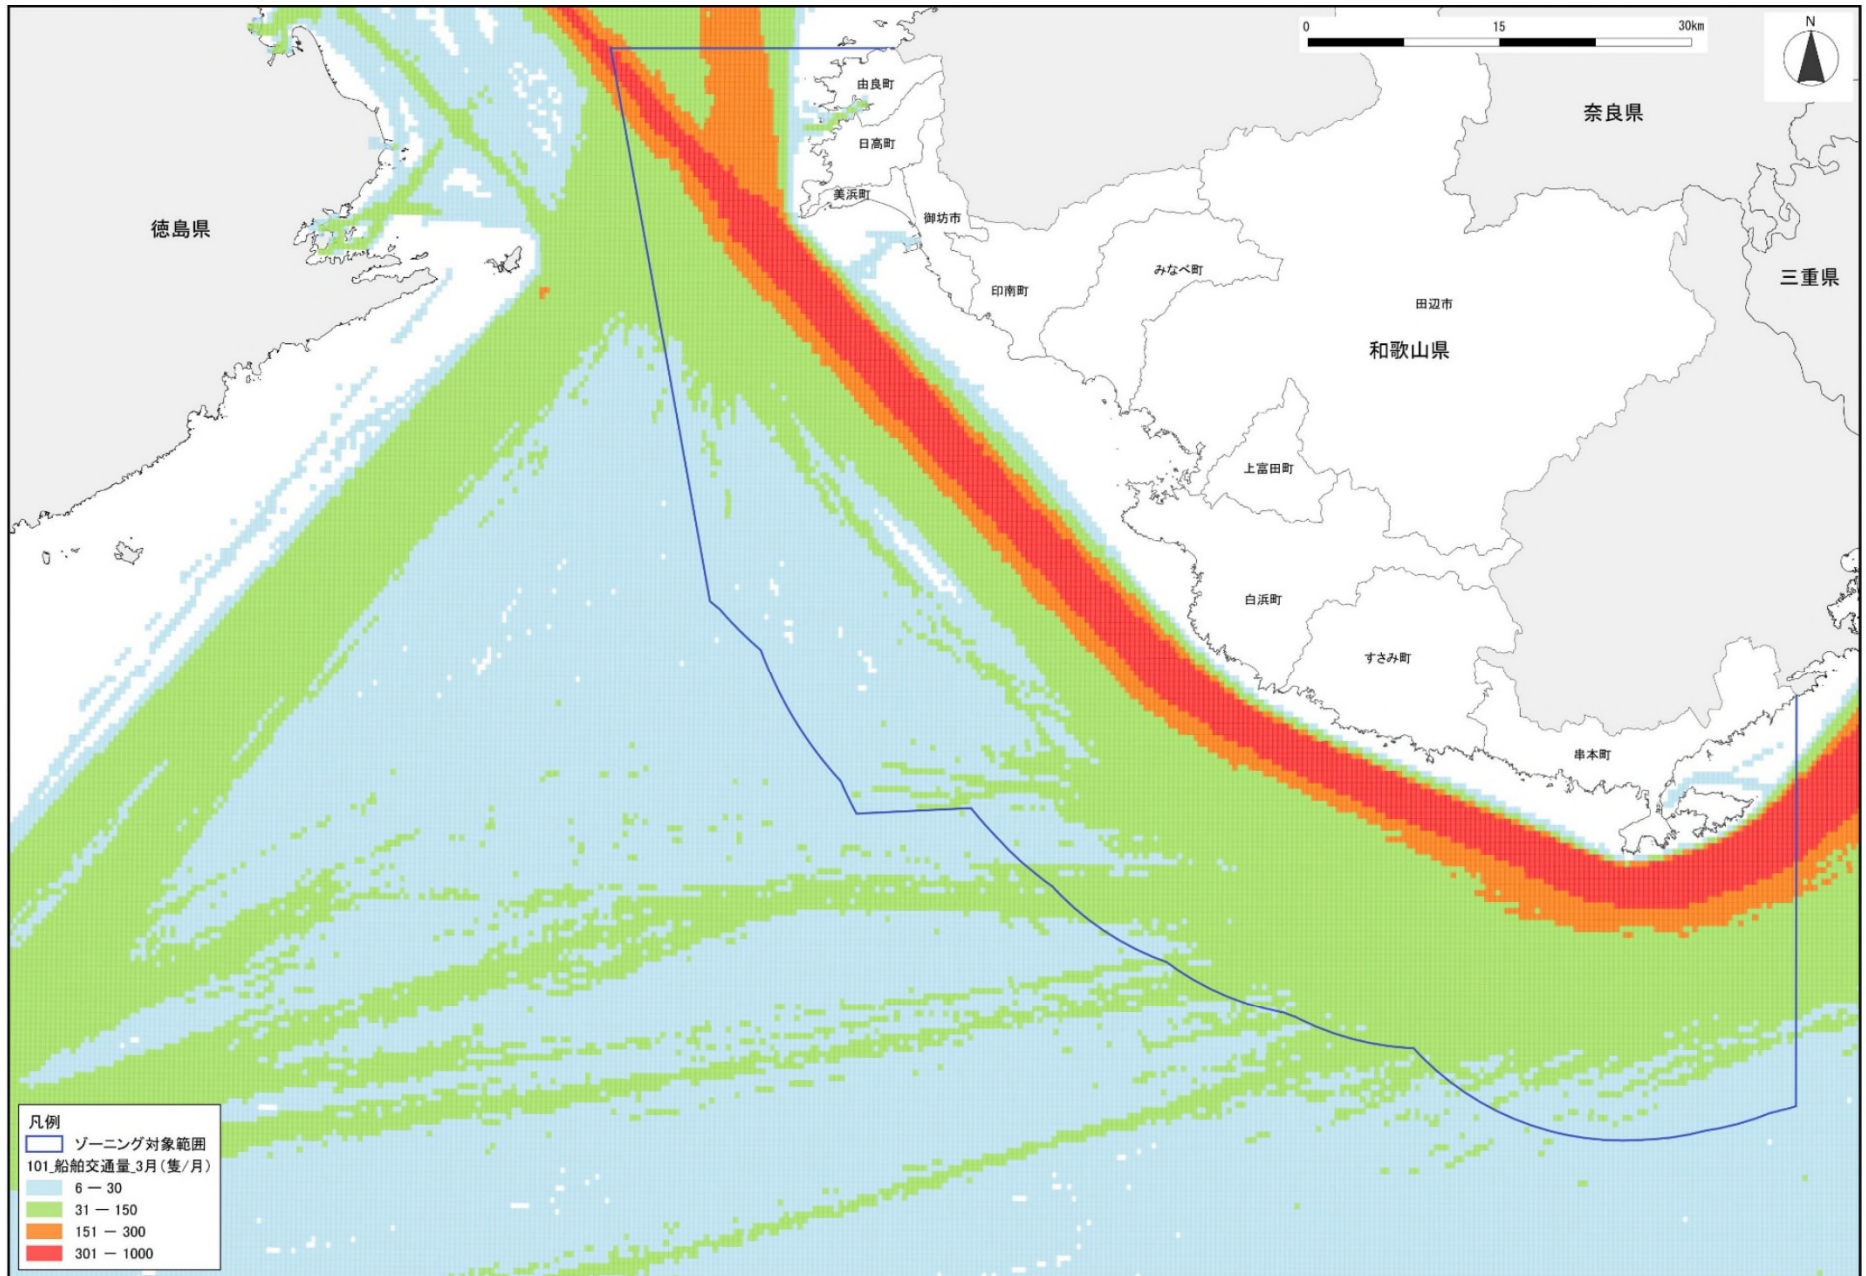 0 15 30km
N
由良町
奈良県
日高町
美浜町
徳島県
御坊市
みなべ町
三重県
印南町
田辺市
和歌山県
上富田町
白浜町
すさみ町
串本町
凡例
ゾーニング対象範囲
101_船舶交通量_3月(隻/月)
6 ー 30
31 ー 150
151 ー 300
301 ー 1000